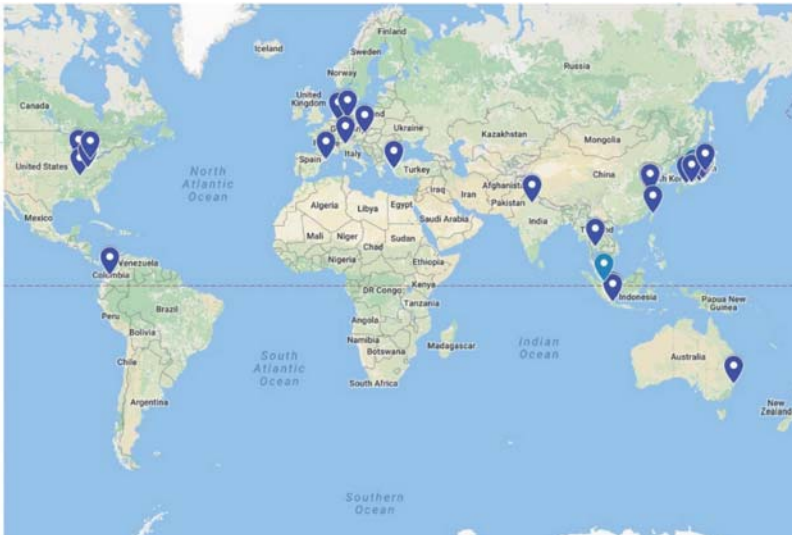 Iceland
Finland
Sweden
Norway
Russia
Canada
United
Kingdom
Ukraine
Kazakhstan
Mongolia
United States
Spain
Italy
Turkey
North
Atlantic
Ocean
China
Afghanistan
Iraq
Iran
Pakistan
Algeria
Libya
Egypt
Saudi Arabia
India
Mexico
Mali
Niger
Chad
Sudan
Nigeria
Ethiopia
Venezuela
Colombia
Kenya
DR Congo
Indonesia
Tanzania
Papua New
Guinea
Brazil
Peru
Angola
Bolivia
Namibia
Botswana
Madagascar
Indian
Ocean
South
Atlantic
Ocean
Chile
Australia
South Africa
Argentina
New
Zealand
Southern
Ocean